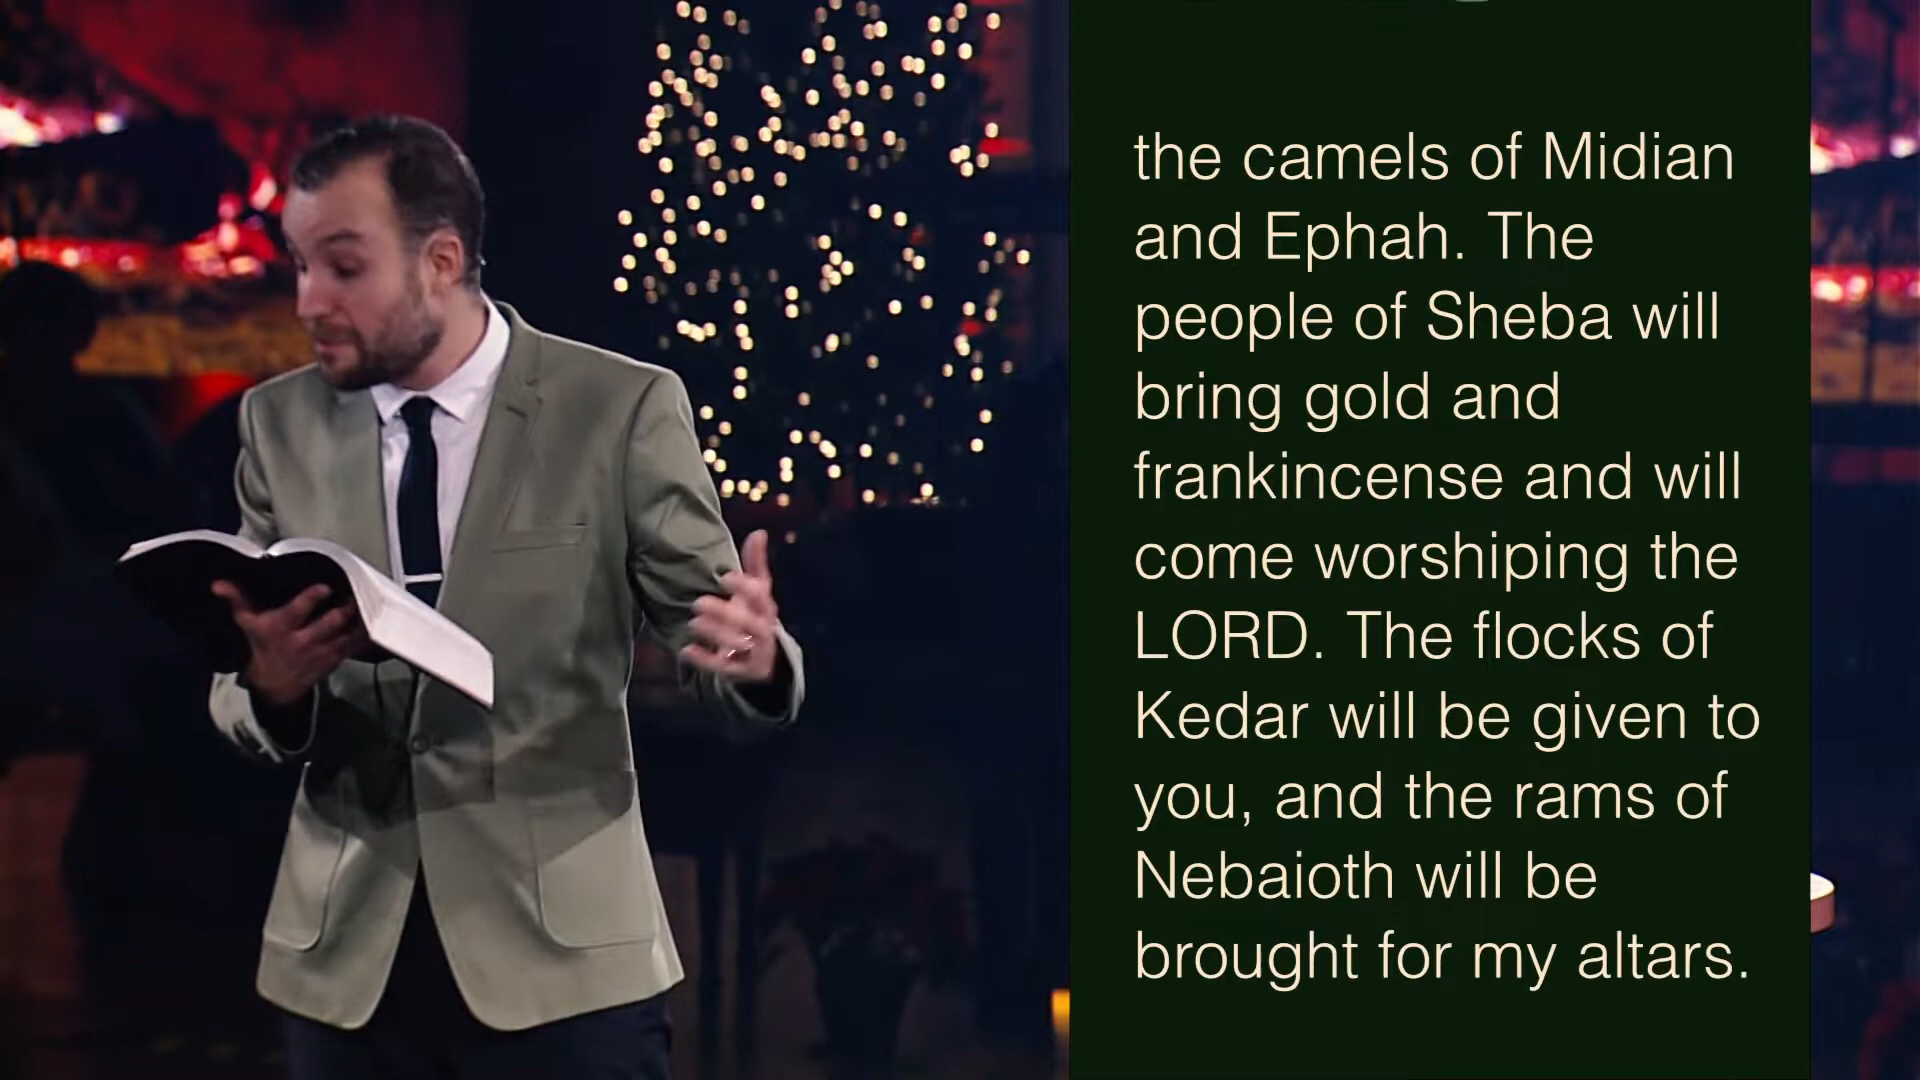 the camels of Midian
and Ephah. The
people of Sheba will
bring gold and
frankincense and will
come worshiping the
LORD. The flocks of
Kedar will be given to
you, and the rams of
Nebaioth will be
brought for my altars.